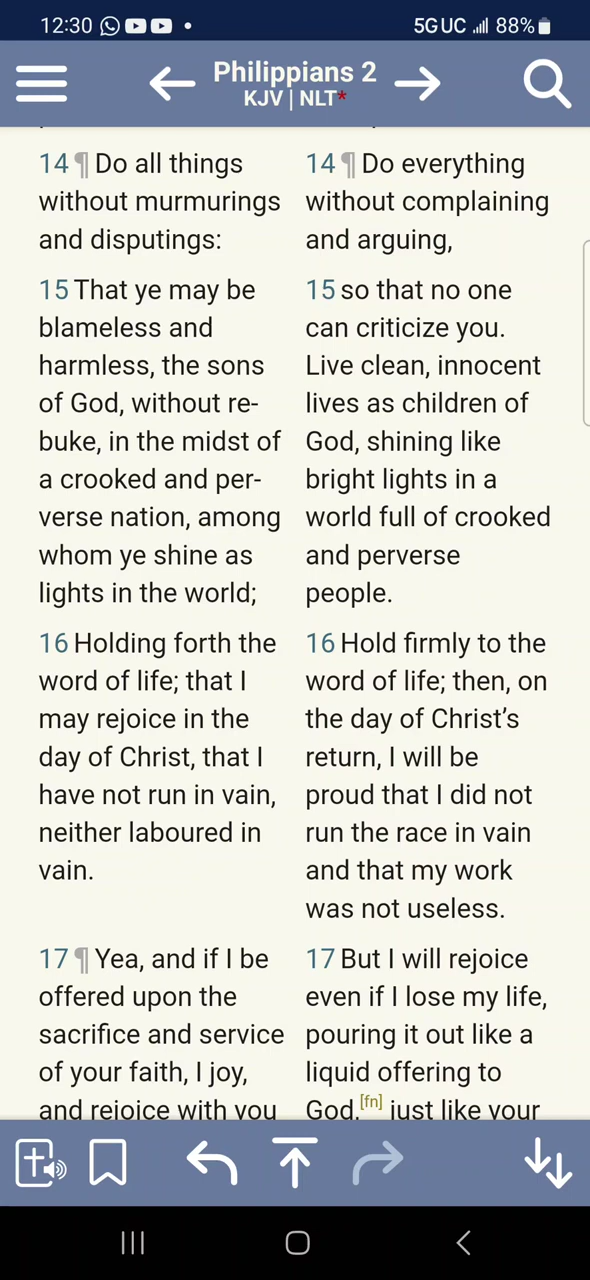 12:30
5G UC 88%
Philippians 2
KJV | NLT*
14 ¶ Do all things
without murmurings
and disputings:
15 That ye may be
blameless and
harmless, the sons
of God, without re-
buke, in the midst of
a crooked and per-
verse nation, among
whom ye shine as
lights in the world;
16 Holding forth the
word of life; that I
may rejoice in the
day of Christ, that I
have not run in vain,
neither laboured in
vain.
17 ¶ Yea, and if I be
offered upon the
sacrifice and service
of your faith, I joy,
and rejoice with you
14 ¶ Do everything
without complaining
and arguing,
15 so that no one
can criticize you.
Live clean, innocent
lives as children of
God, shining like
bright lights in a
world full of crooked
and perverse
people.
16 Hold firmly to the
word of life; then, on
the day of Christ’s
return, I will be
proud that I did not
run the race in vain
and that my work
was not useless.
17 But I will rejoice
even if I lose my life,
pouring it out like a
liquid offering to
God,[fn] just like your